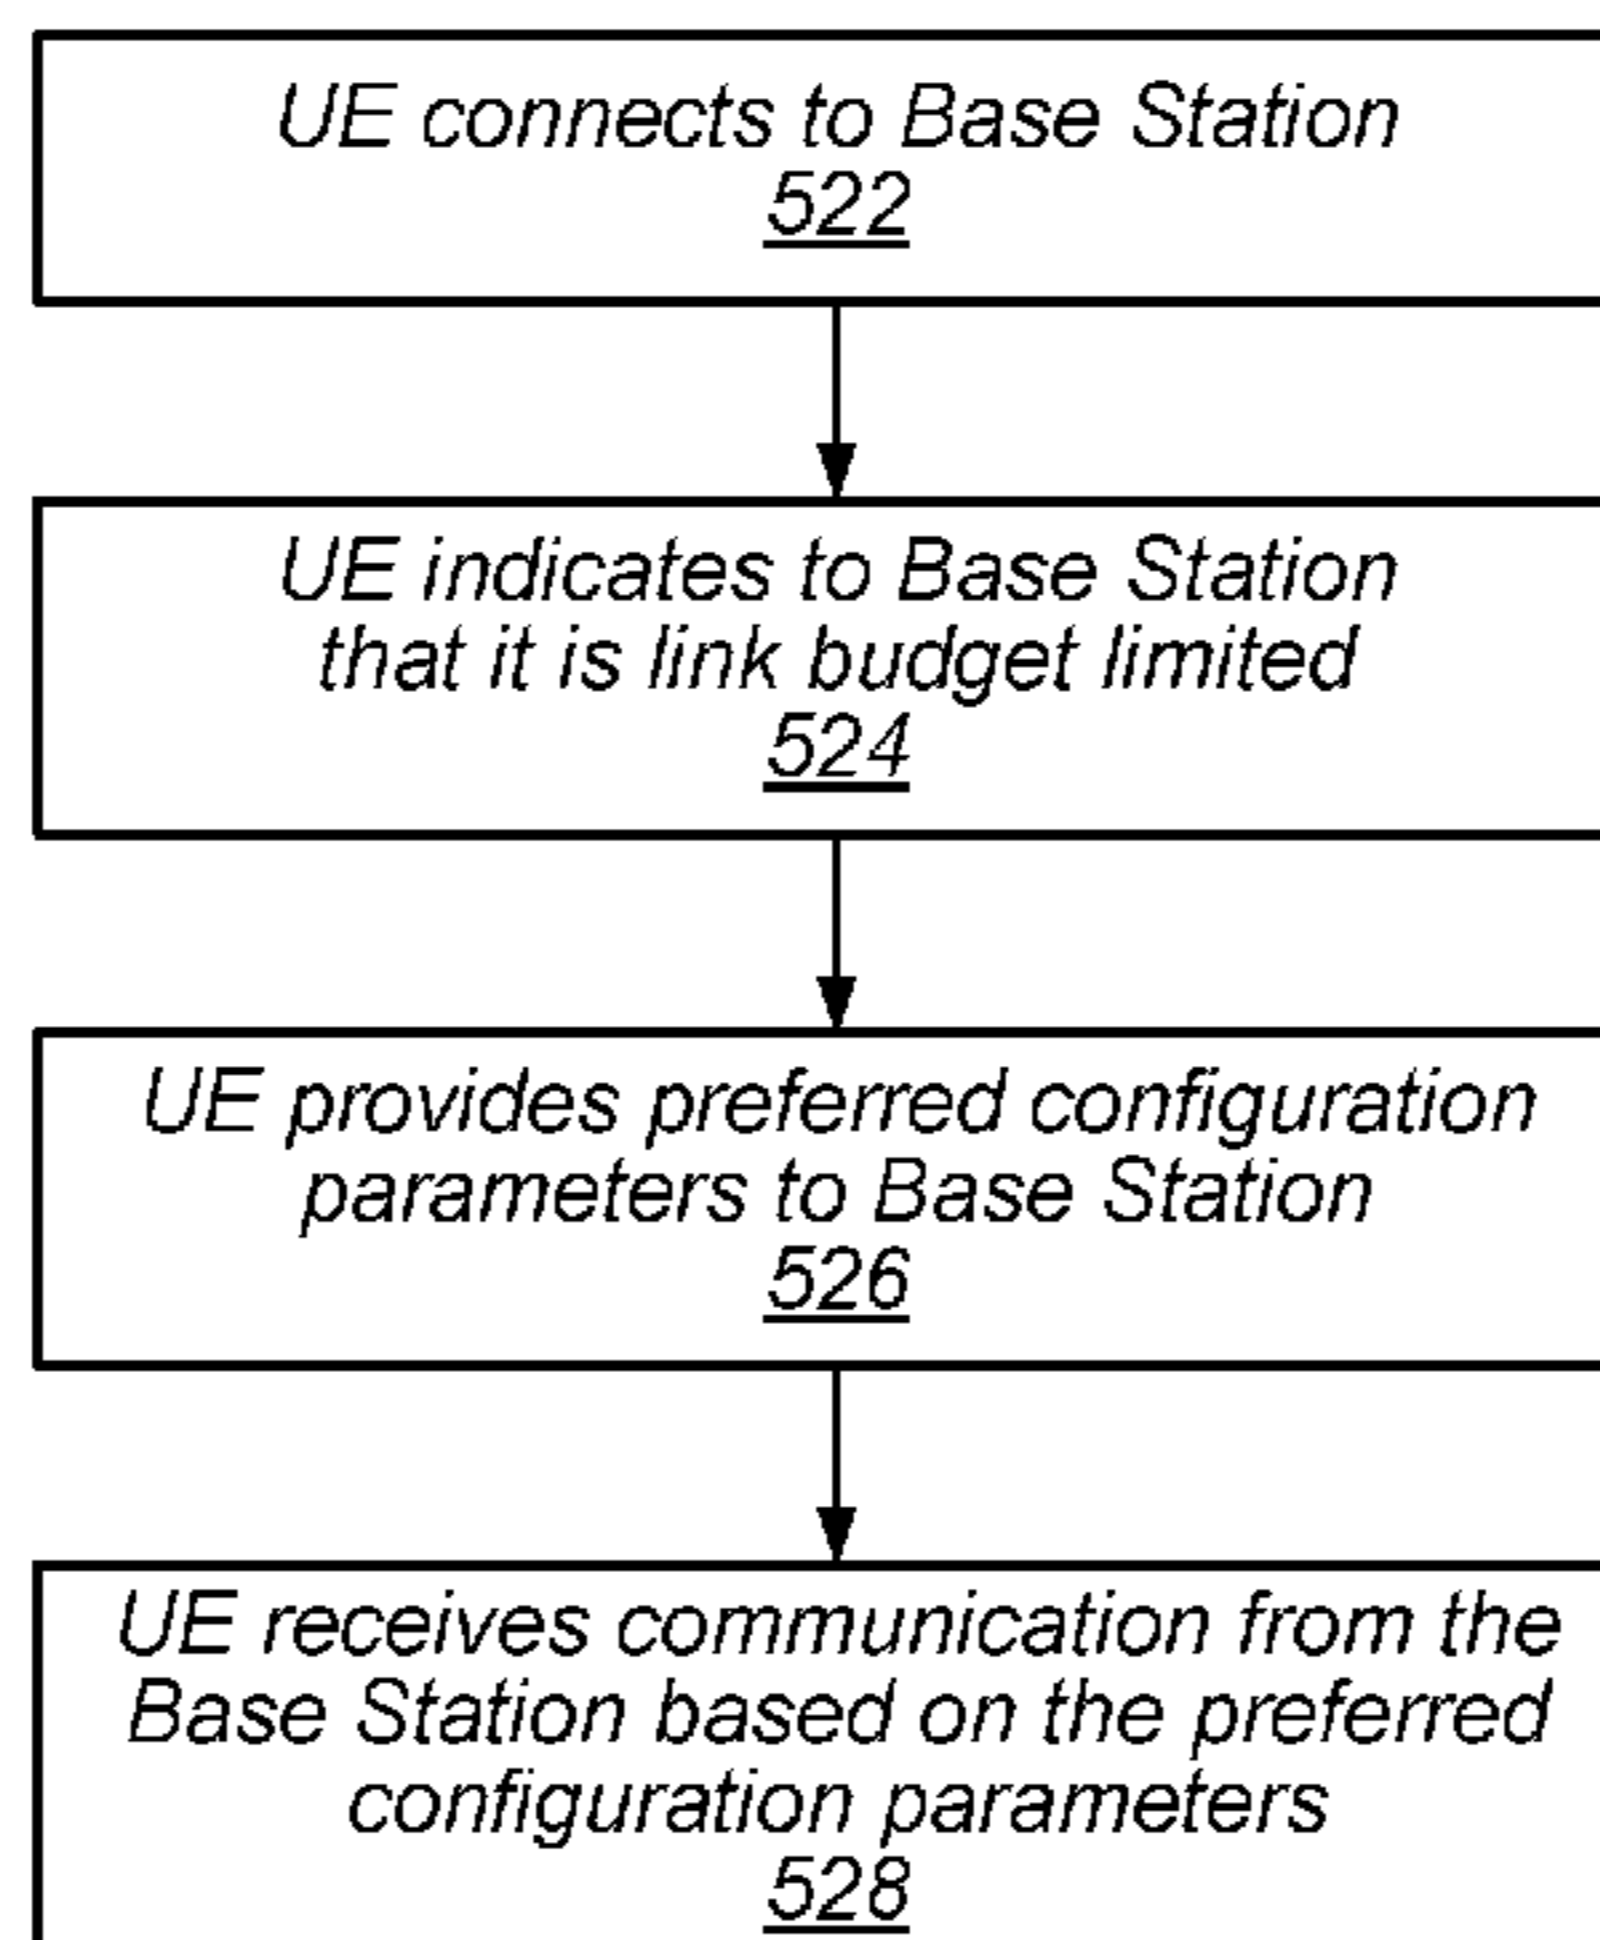 UE connects to Base Station
522
UE indicates to Base Station
that it is link budget limited
524
UE provides preferred configuration
parameters to Base Station
526
UE receives communication from the
Base Station based on the preferred
configuration parameters
528